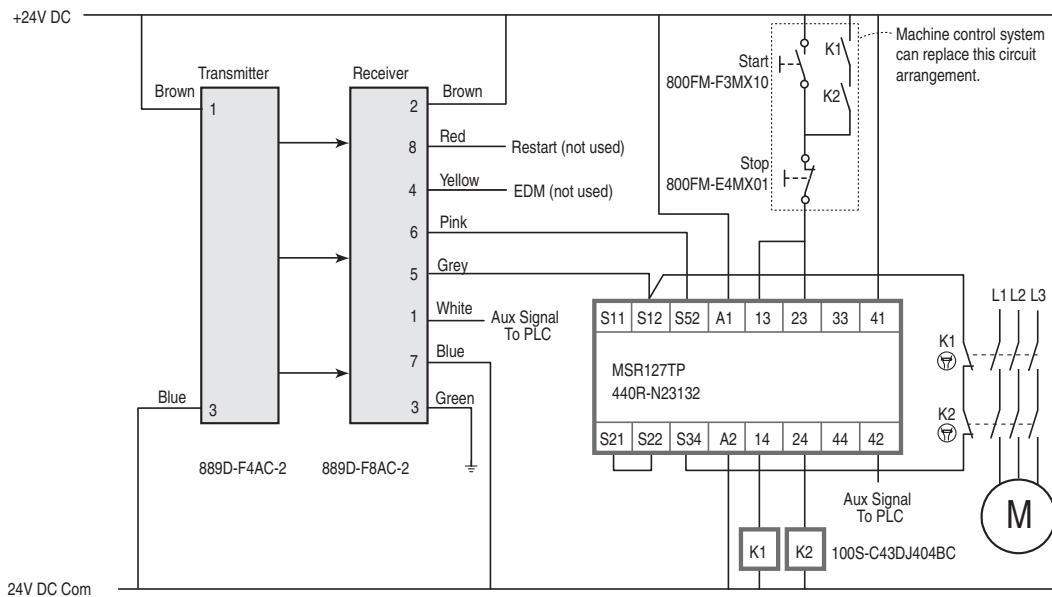 +24V DC
Machine control system
can replace this circuit
arrangement.
K1
Start
800FM-F3MX10
K2
Stop
800FM-E4MX01
Transmitter
Receiver
Brown
1
2
Brown
8
Red
Restart (not used)
4
Yellow
EDM (not used)
6
Pink
5
Grey
1
White
Aux Signal
To PLC
7
Blue
Blue
3
3
Green
889D-F4AC-2
889D-F8AC-2
S11 S12 S52 A1 13 23 33 41
MSR127TP
440R-N23132
S21 S22 S34 A2 14 24 44 42
L1 L2 L3
K1
K2
Aux Signal
To PLC
M
K1
K2
100S-C43DJ404BC
24V DC Com